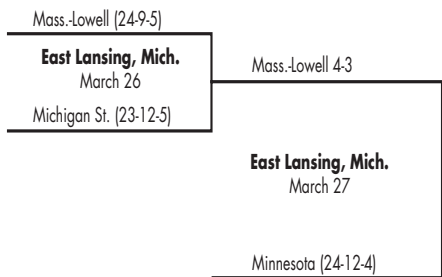 Mass.-Lowell (24-9-5)
East Lansing, Mich.
March 26
Michigan St. (23-12-5)
Mass.-Lowell 4-3
East Lansing, Mich.
March 27
Minnesota (24-12-4)